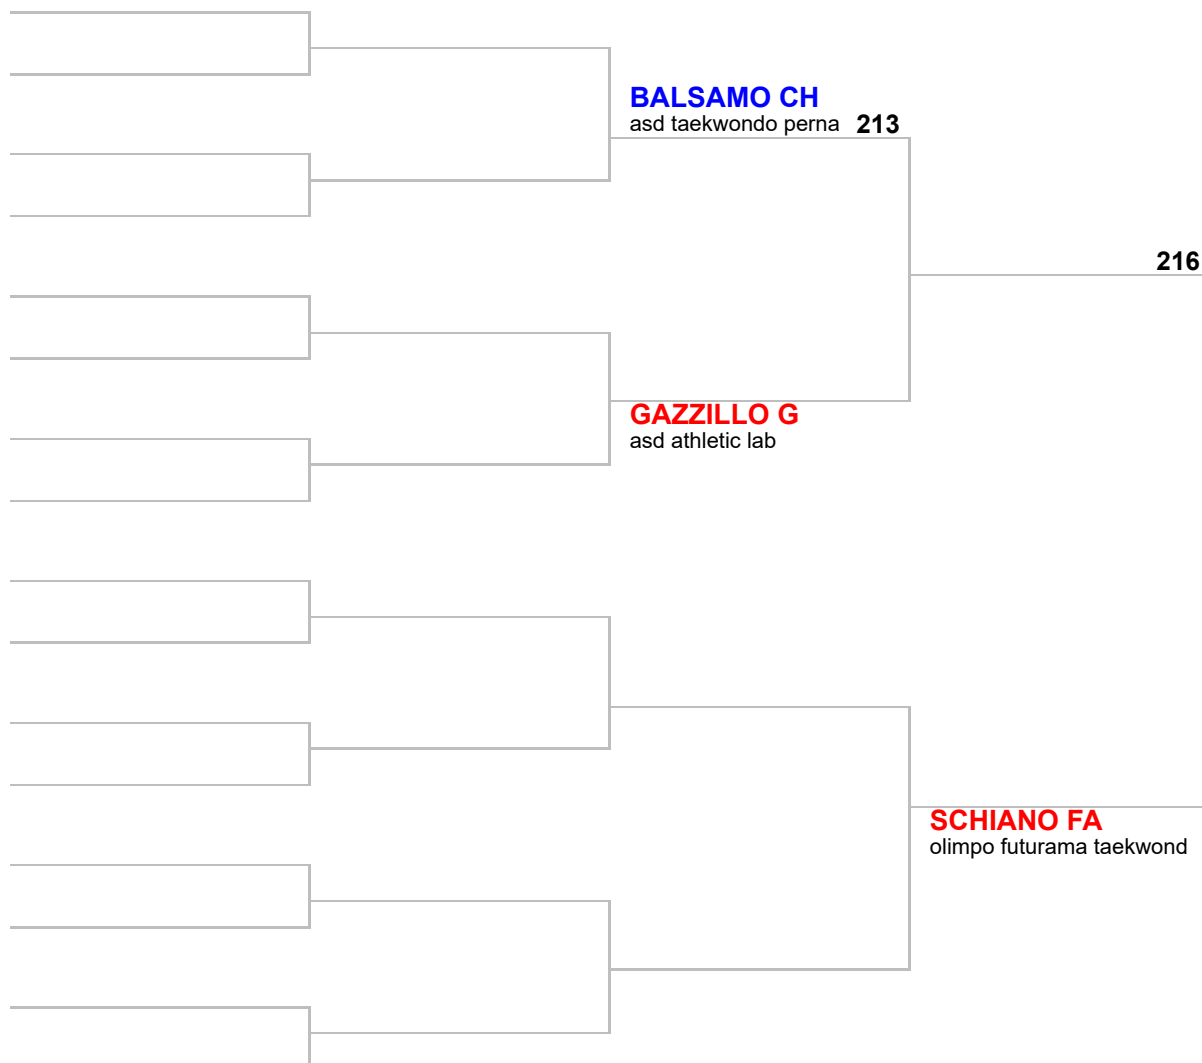 BALSAMO CH
asd taekwondo perna 213
216
GAZZILLO G
asd athletic lab
SCHIANO FA
olimpo futurama taekwond